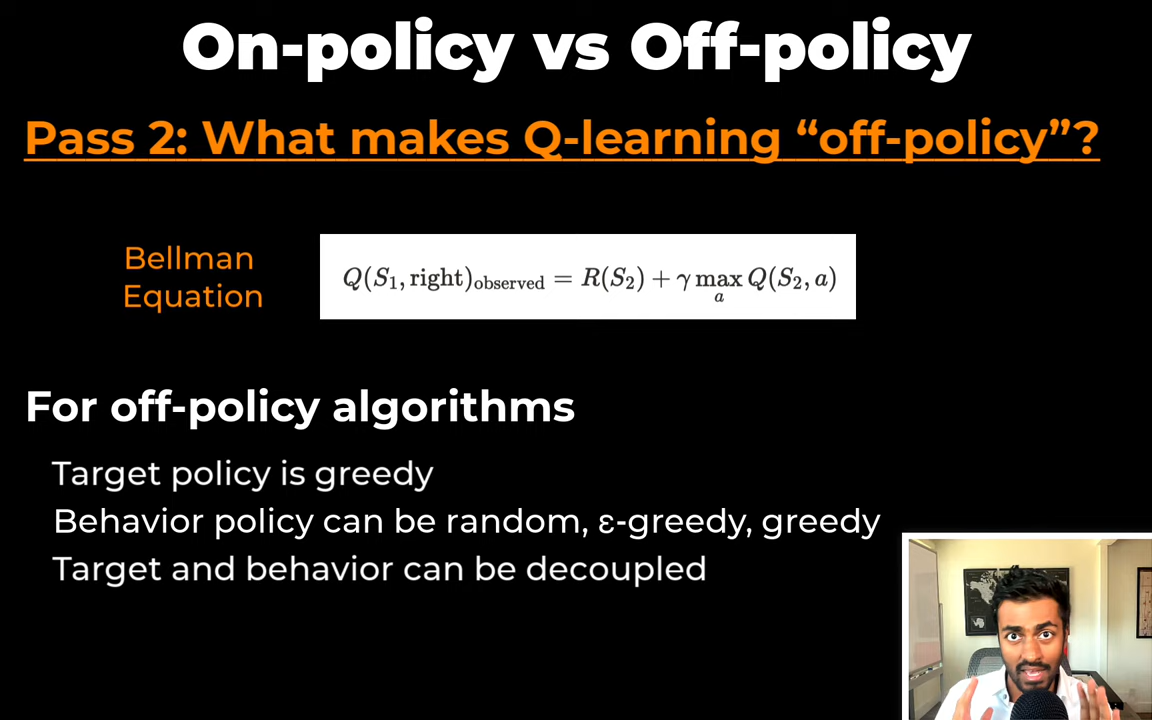 On-policy vs Off-policy
Pass 2: What makes Q-learning “off-policy”?
Bellman
Equation
Q(S₁, right)observed = R(S₂) + γ maxₐ Q(S₂, a)
For off-policy algorithms
Target policy is greedy
Behavior policy can be random, ε-greedy, greedy
Target and behavior can be decoupled